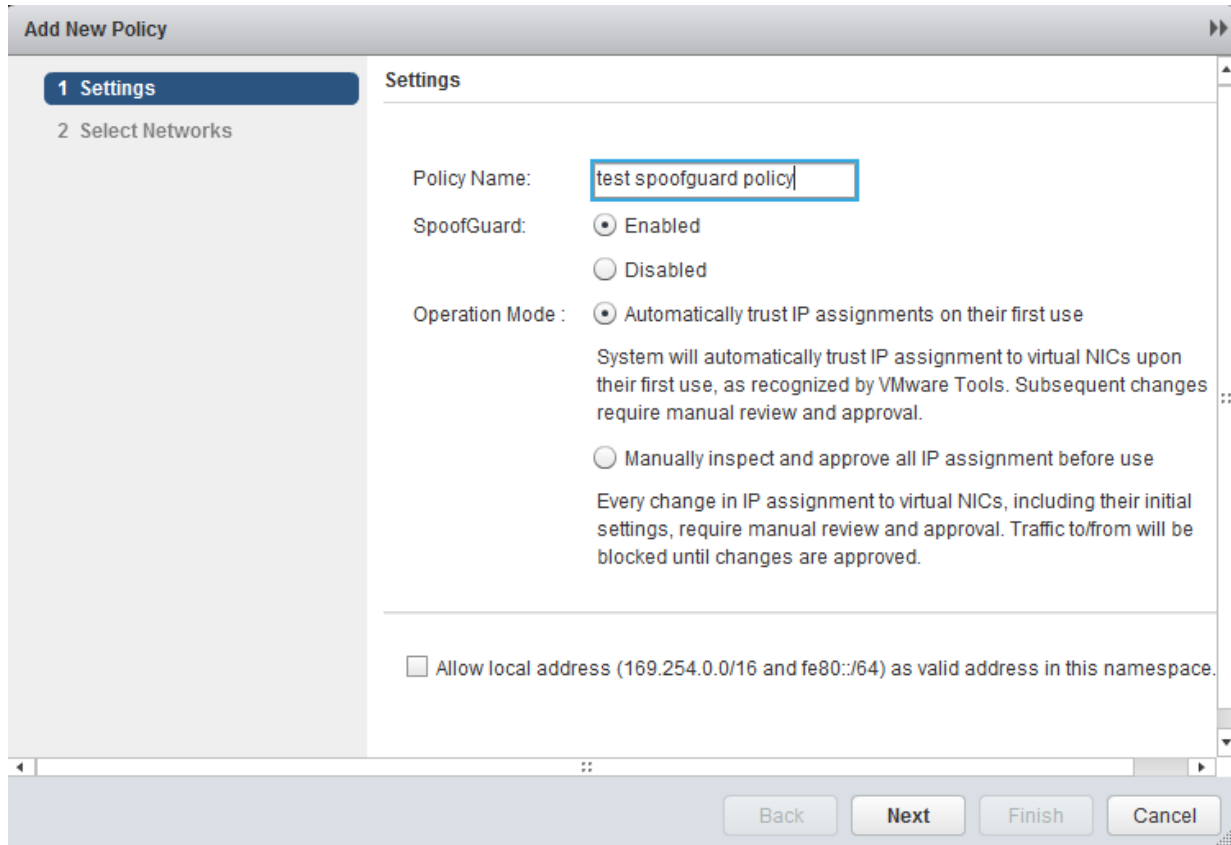 Add New Policy
1 Settings
2 Select Networks
Settings
Policy Name: test spoofguard policy
SpoofGuard: Enabled
Disabled
Operation Mode : Automatically trust IP assignments on their first use
System will automatically trust IP assignment to virtual NICs upon
their first use, as recognized by VMware Tools. Subsequent changes
require manual review and approval.
Manually inspect and approve all IP assignment before use
Every change in IP assignment to virtual NICs, including their initial
settings, require manual review and approval. Traffic to/from will be
blocked until changes are approved.
Allow local address (169.254.0.0/16 and fe80::/64) as valid address in this namespace.
Back Next Finish Cancel